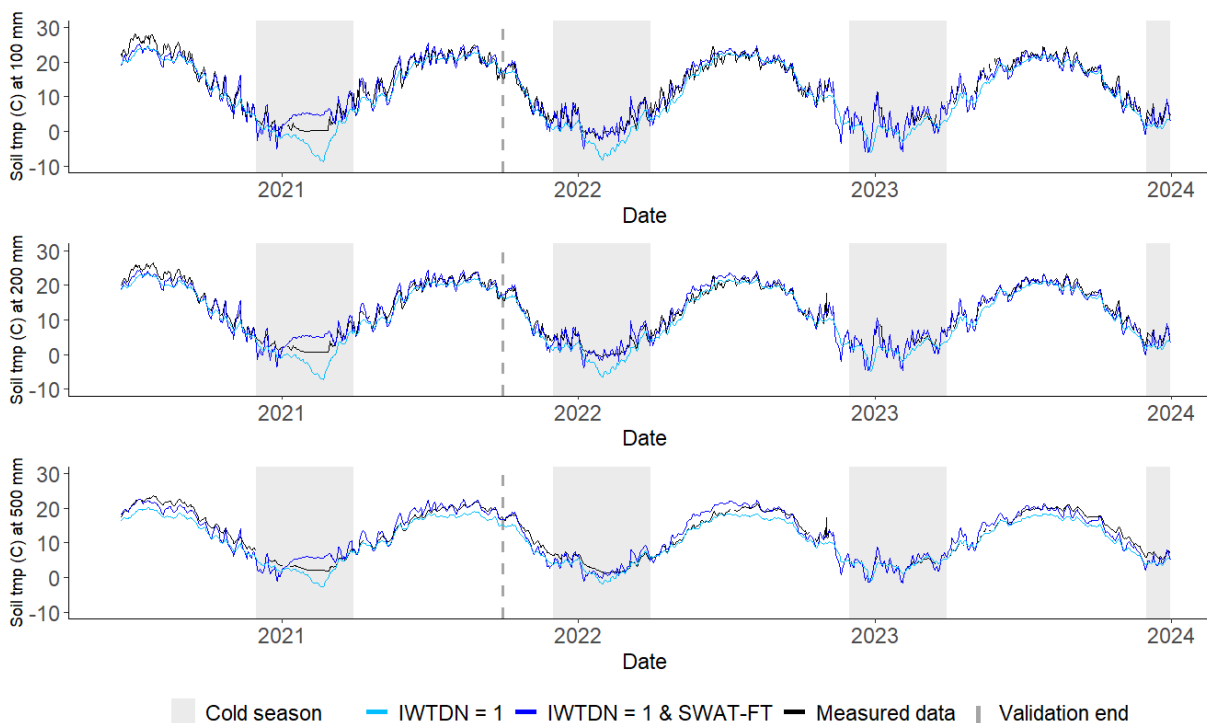 Soil tmp (C) at 100 mm
30
20
10
0
-10
2021 2022 2023 2024
Date
Soil tmp (C) at 200 mm
30
20
10
0
-10
2021 2022 2023 2024
Date
Soil tmp (C) at 500 mm
30
20
10
0
-10
2021 2022 2023 2024
Date
Cold season IWTDN = 1 IWTDN = 1 & SWAT-FT Measured data Validation end